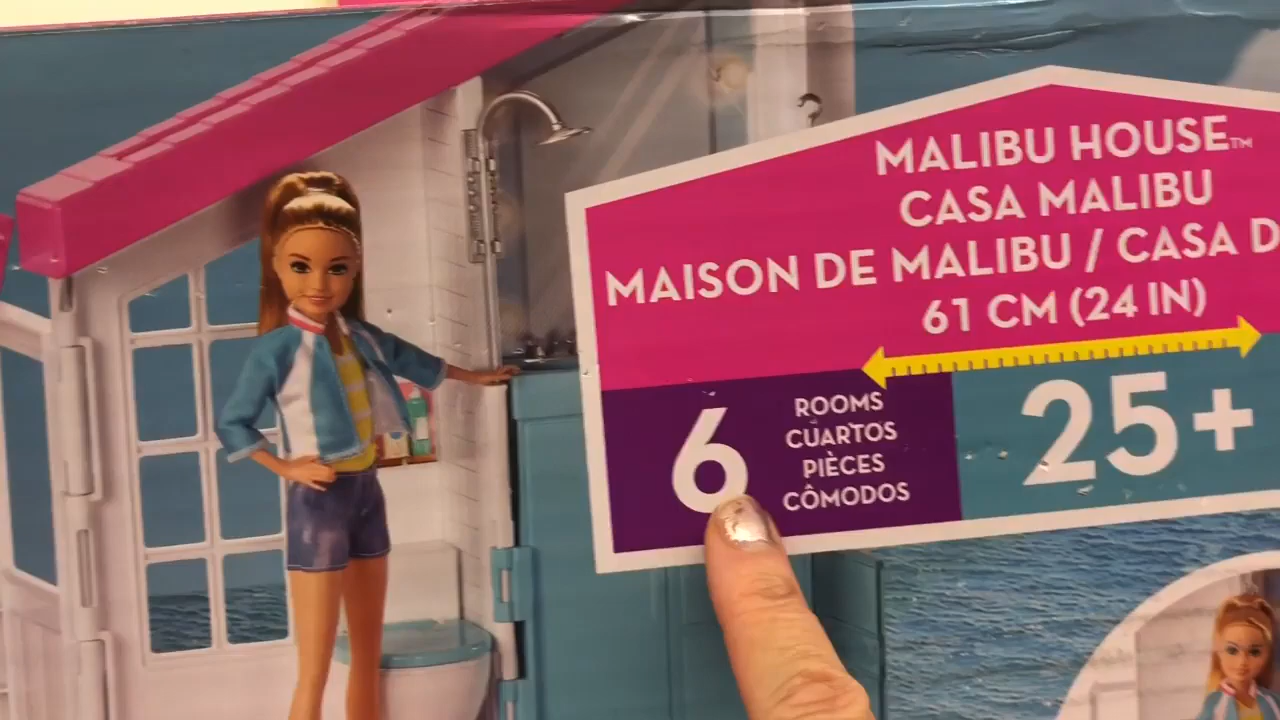 MALIBU HOUSE™
CASA MALIBU
MAISON DE MALIBU / CASA D
61 CM (24 IN)
6
ROOMS
CUARTOS
PIÈCES
CÔMODOS
25+